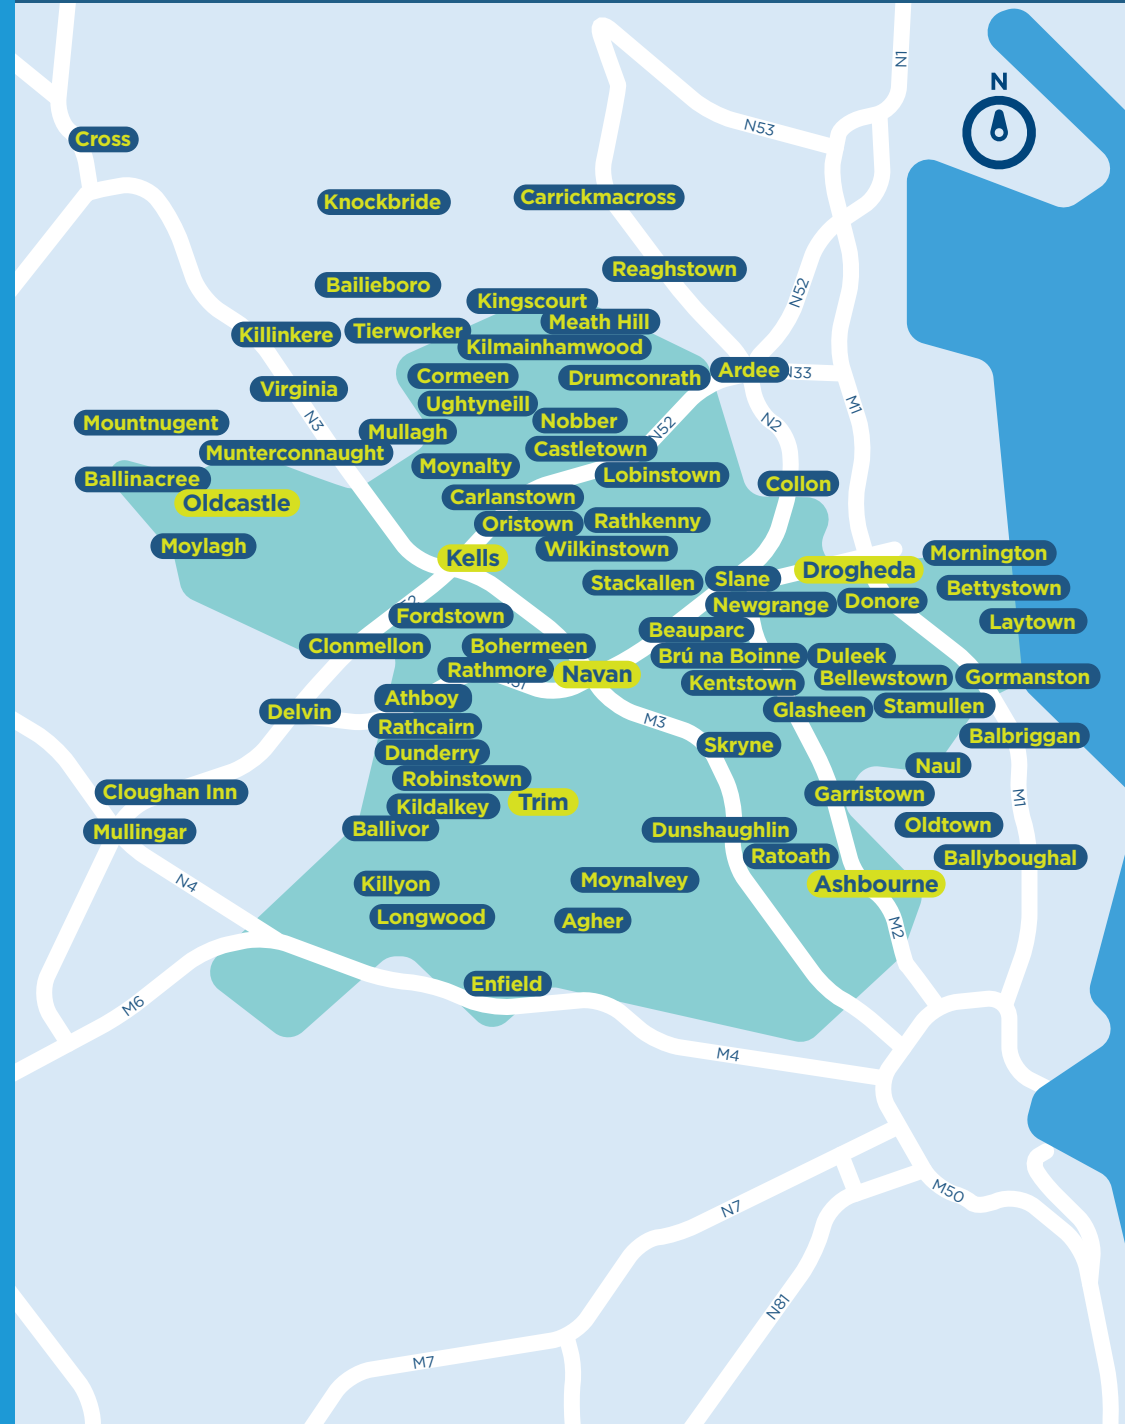 N1
N
N53
Cross
Knockbride
Carrickmacross
Reaghstown
Bailieboro
N52
Kingscourt
Meath Hill
Killinkere
Tierworker
Kilmainhamwood
Ardee
N33
Cormeen
Drumconrath
Virginia
Ughtyneill
M1
Mountnugent
N3
Nobber
N2
Mullagh
N52
Munterconnaught
Castletown
Moynalty
Lobinstown
Ballinacree
Collon
Oldcastle
Carlanstown
Oristown
Rathkenny
Moylagh
Wilkinstown
Mornington
Kells
Drogheda
Stackallen
Slane
Bettystown
Newgrange
Donore
Fordstown
Laytown
Beauparc
Clonmellon
Bohermeen
Brú na Boinne
Duleek
Rathmore
Navan
Kentstown
Bellewstown
Gormanston
Athboy
Delvin
Glasheen
Stamullen
M3
Rathcairn
Balbriggan
Skryne
Dunderry
Naul
Robinstown
Cloughan Inn
Garristown
M1
Kildalkey
Trim
Mullingar
Ballivor
Dunshaughlin
Oldtown
Ratoath
Ballyboughal
N4
Killyon
Moynalvey
Ashbourne
Longwood
Agher
M2
Enfield
M6
M4
M50
N7
N81
M7